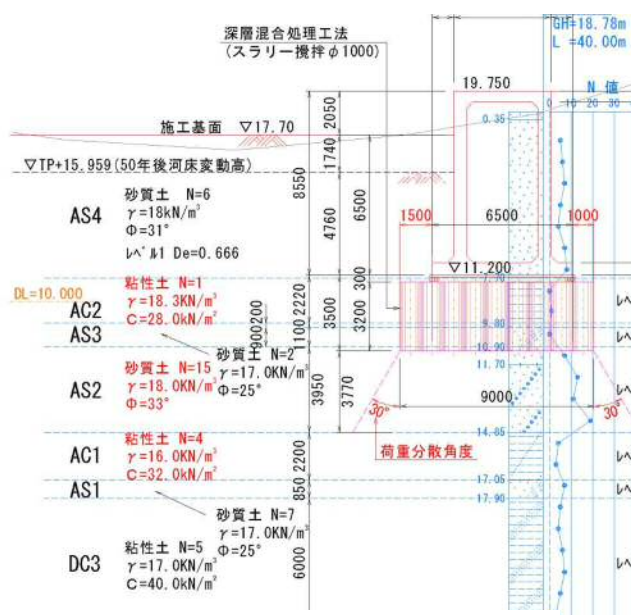 深層混合処理工法
(スラリー攪拌φ1000)
GH=18.78m
L =40.00m
N 値
0 10 20 30
19.750
0.35
施工基面 ▽17.70
2050
1740
▽TP+15.959(50年後河床変動高)
8550
4760
6500
AS4
砂質土 N=6
γ=18kN/m³
Φ=31°
ﾚﾍﾞﾙ1 De=0.666
1500
6500
1000
▽11.200
7.70
300
DL=10.000
AC2
粘性土 N=1
γ=18.3KN/m³
C=28.0kN/m²
2220
3500
3200
9.80
AS3
900
200
1100
10.90
砂質土 N=2
γ=17.0KN/m³
Φ=25°
11.70
AS2
砂質土 N=15
γ=18.0KN/m³
Φ=33°
3950
3770
9000
30°
30°
14.85
荷重分散角度
AC1
粘性土 N=4
γ=16.0KN/m³
C=32.0kN/m²
2200
17.05
AS1
850
17.90
砂質土 N=7
γ=17.0KN/m³
Φ=25°
DC3
粘性土 N=5
γ=17.0KN/m³
C=40.0kN/m²
6000